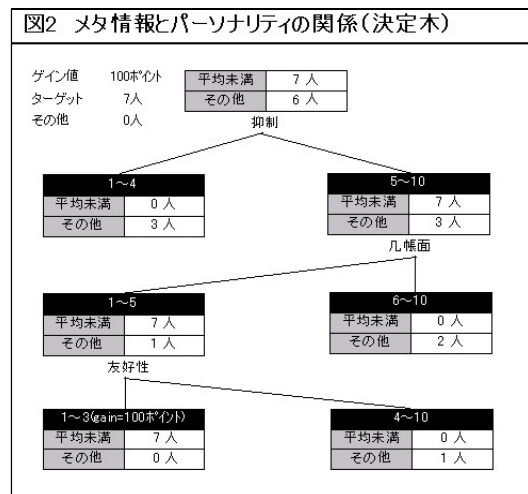 図2 メタ情報とパーソナリティの関係(決定木)
ゲイン値 100ポイント
ターゲット 7人
その他 0人
平均未満 7 人
その他 6 人
抑制
1～4
平均未満 0 人
その他 3 人
5～10
平均未満 7 人
その他 3 人
几帳面
1～5
平均未満 7 人
その他 1 人
6～10
平均未満 0 人
その他 2 人
友好性
1～3(gain=100ポイント)
平均未満 7 人
その他 0 人
4～10
平均未満 0 人
その他 1 人